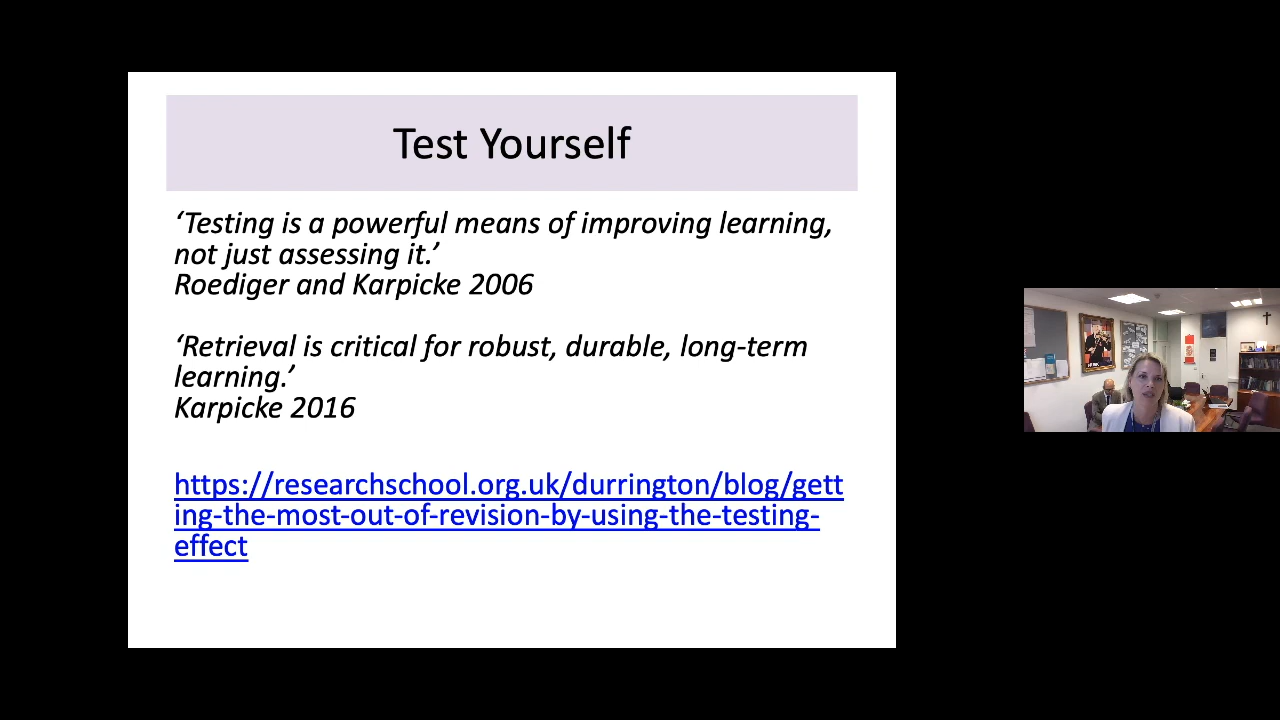 Test Yourself
‘Testing is a powerful means of improving learning,
not just assessing it.’
Roediger and Karpicke 2006
‘Retrieval is critical for robust, durable, long-term
learning.’
Karpicke 2016
https://researchschool.org.uk/durrington/blog/gett
ing-the-most-out-of-revision-by-using-the-testing-
effect